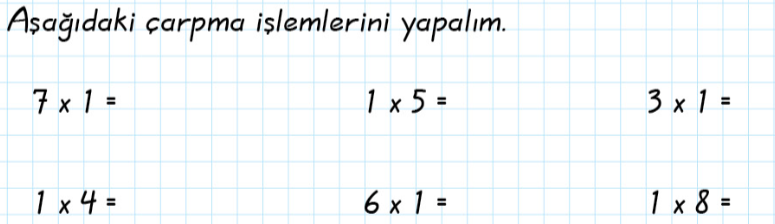 Aşağıdaki çarpma işlemlerini yapalım.
7 x 1 = 1 x 5 = 3 x 1 =
1 x 4 = 6 x 1 = 1 x 8 =